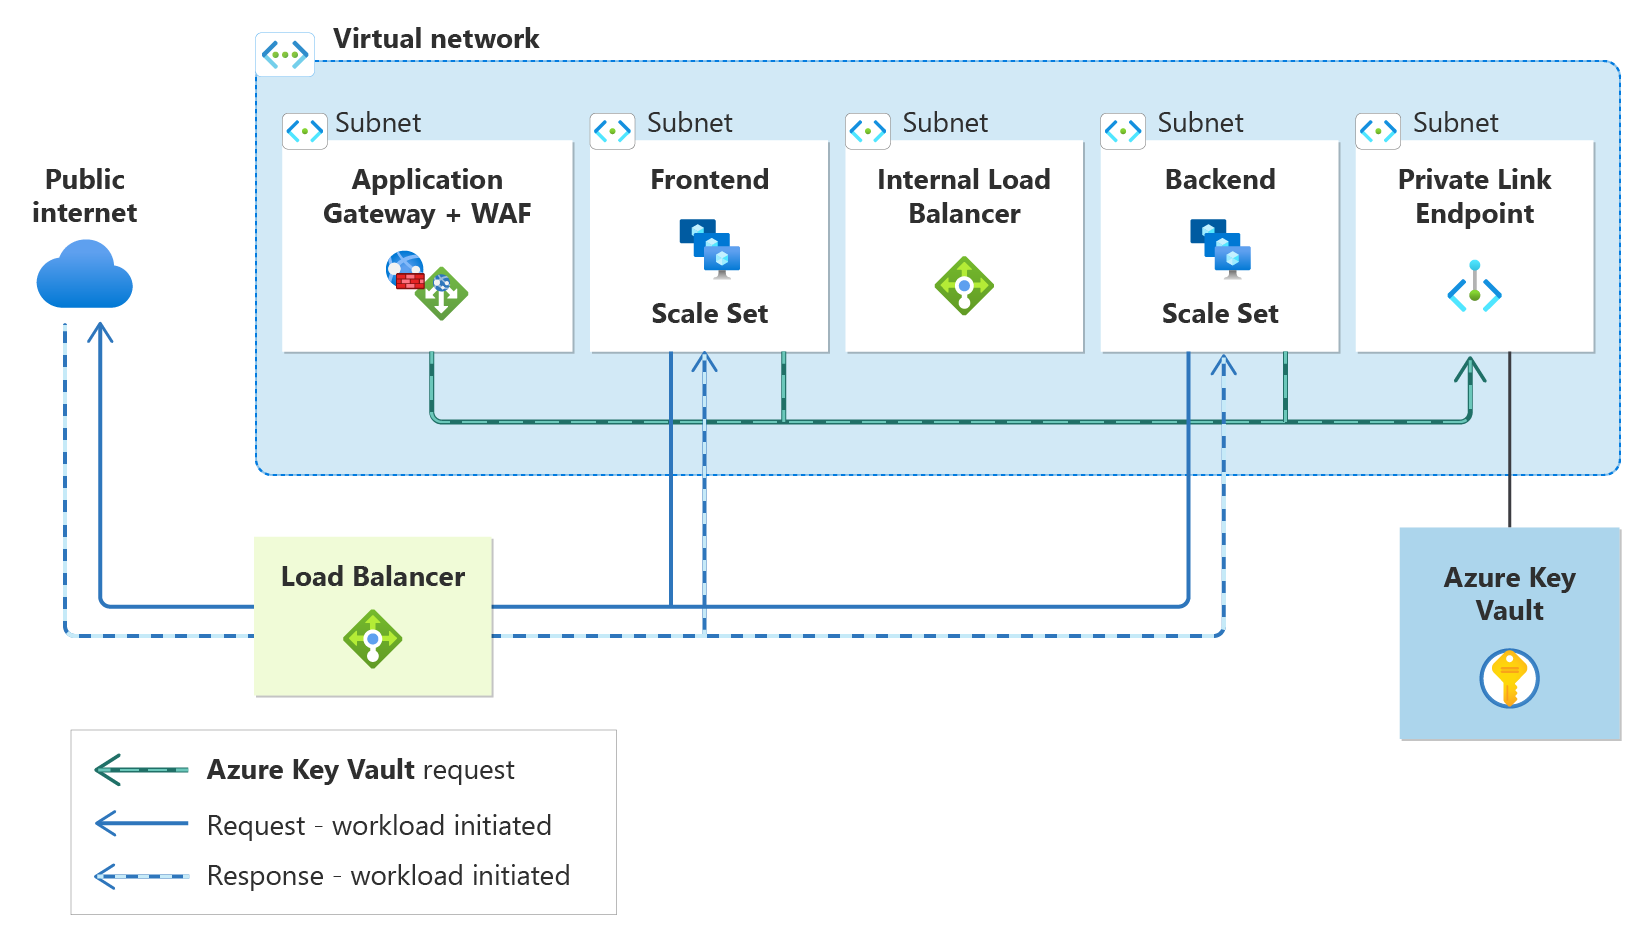 Virtual network
Subnet
Subnet
Subnet
Subnet
Subnet
Public
internet
Application
Gateway + WAF
Frontend
Scale Set
Internal Load
Balancer
Backend
Scale Set
Private Link
Endpoint
Load Balancer
Azure Key
Vault
Azure Key Vault request
Request - workload initiated
Response - workload initiated